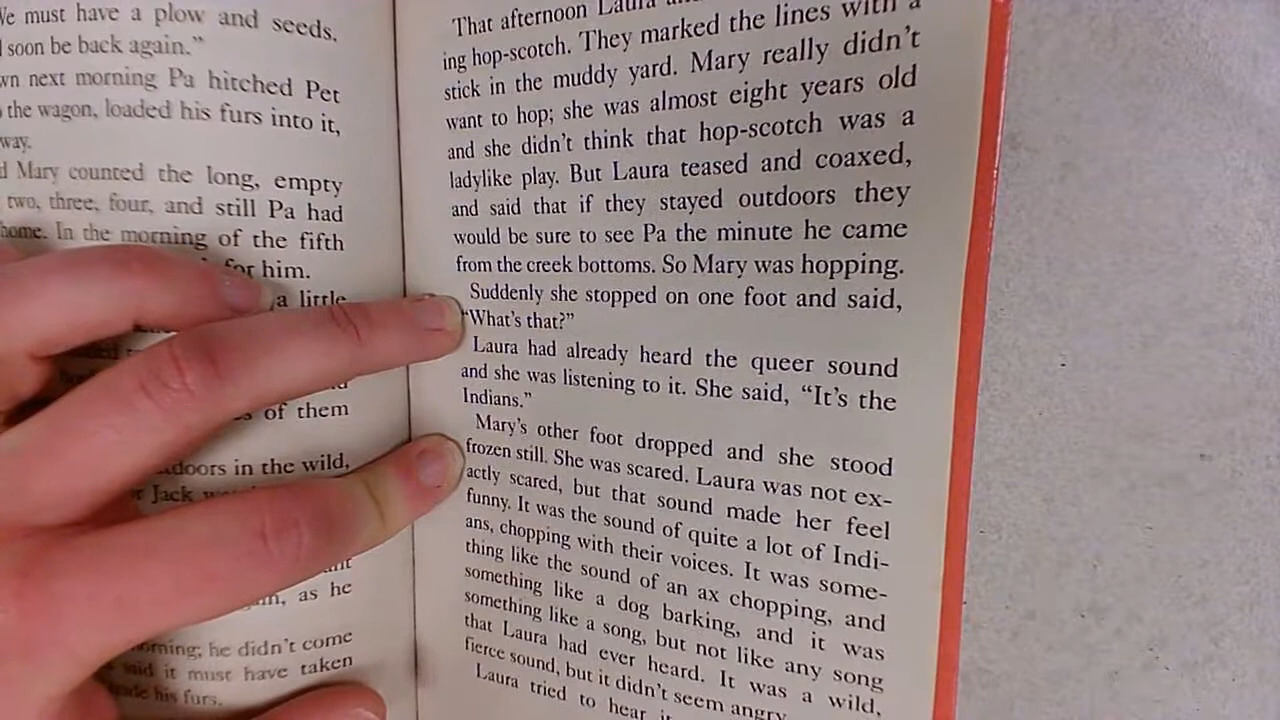 We must have a plow and seeds.
soon be back again.”
next morning Pa hitched Pet
the wagon, loaded his furs into it,
way.
Mary counted the long, empty
two, three, four, and still Pa had
home. In the morning of the fifth
for him.
a little
of them
in the wild,
Jack
as he
he didn’t come
said it must have taken
his furs.
That afternoon Laura
ing hop-scotch. They marked the lines with a
stick in the muddy yard. Mary really didn’t
want to hop; she was almost eight years old
and she didn’t think that hop-scotch was a
ladylike play. But Laura teased and coaxed,
and said that if they stayed outdoors they
would be sure to see Pa the minute he came
from the creek bottoms. So Mary was hopping.
Suddenly she stopped on one foot and said,
“What’s that?”
Laura had already heard the queer sound
and she was listening to it. She said, “It’s the
Indians.”
Mary’s other foot dropped and she stood
frozen still. She was scared. Laura was not ex-
actly scared, but that sound made her feel
funny. It was the sound of quite a lot of Indi-
ans, chopping with their voices. It was some-
thing like the sound of an ax chopping, and
something like a dog barking, and it was
something like a song, but not like any song
that Laura had ever heard. It was a wild,
fierce sound, but it didn’t seem angry.
Laura tried to hear